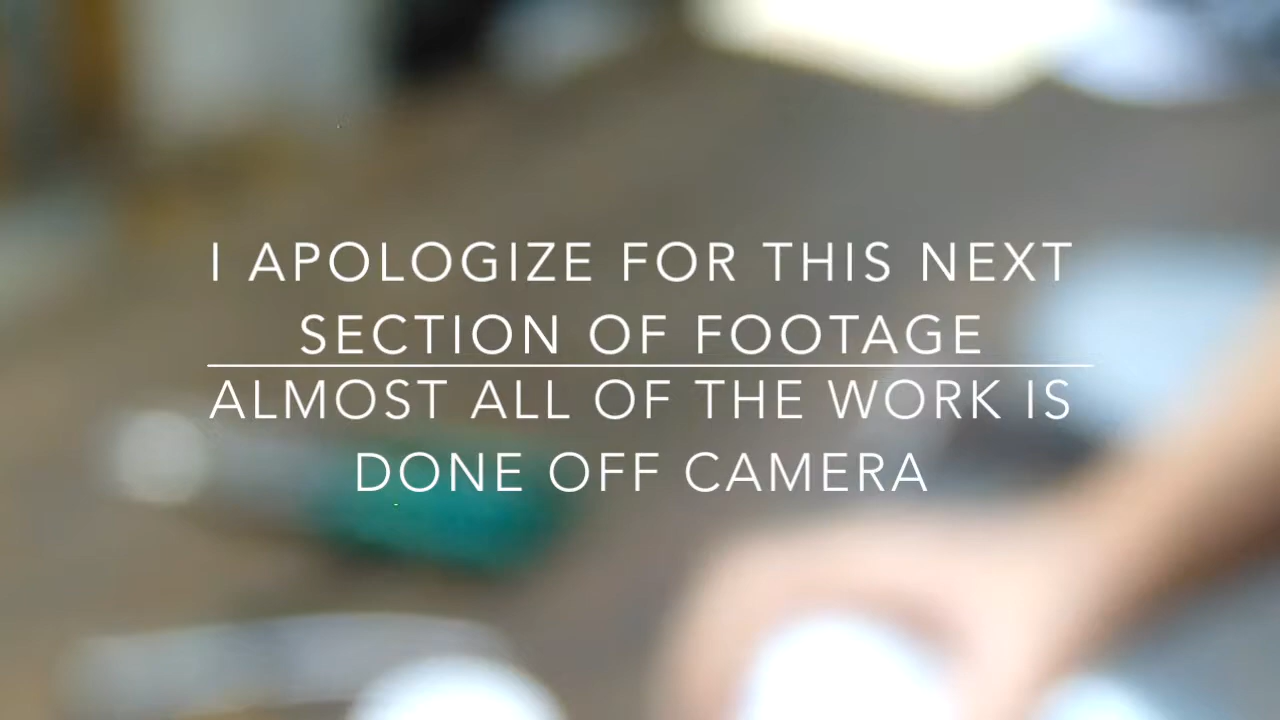 I APOLOGIZE FOR THIS NEXT
SECTION OF FOOTAGE
ALMOST ALL OF THE WORK IS
DONE OFF CAMERA